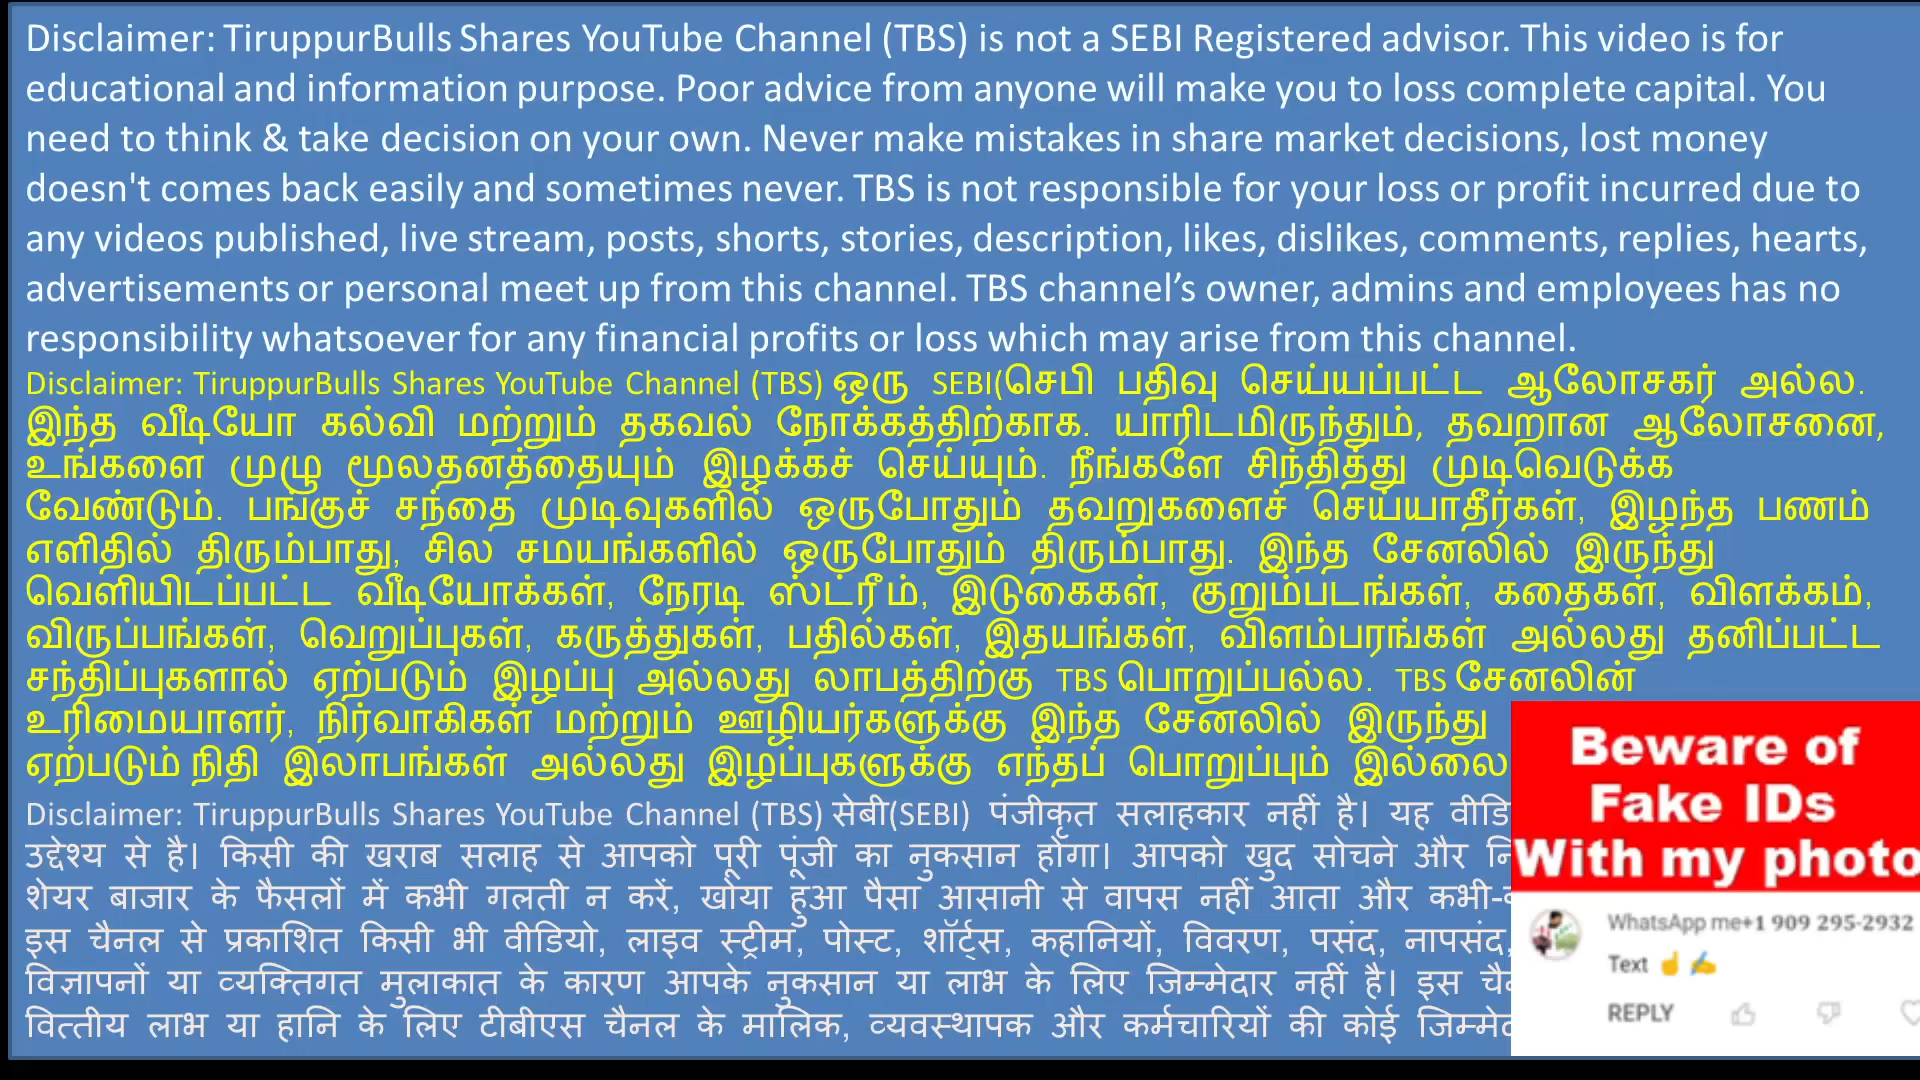 Disclaimer: TiruppurBulls Shares YouTube Channel (TBS) is not a SEBI Registered advisor. This video is for
educational and information purpose. Poor advice from anyone will make you to loss complete capital. You
need to think & take decision on your own. Never make mistakes in share market decisions, lost money
doesn't comes back easily and sometimes never. TBS is not responsible for your loss or profit incurred due to
any videos published, live stream, posts, shorts, stories, description, likes, dislikes, comments, replies, hearts,
advertisements or personal meet up from this channel. TBS channel’s owner, admins and employees has no
responsibility whatsoever for any financial profits or loss which may arise from this channel.
Disclaimer: TiruppurBulls Shares YouTube Channel (TBS) ஒரு SEBI(செபி பதிவு செய்யப்பட்ட ஆலோசகர் அல்ல.
இந்த வீடியோ கல்வி மற்றும் தகவல் நோக்கத்திற்காக. யாரிடமிருந்தும், தவறான ஆலோசனை,
உங்களை முழு மூலதனத்தையும் இழக்கச் செய்யும். நீங்களே சிந்தித்து முடிவெடுக்க
வேண்டும். பங்குச் சந்தை முடிவுகளில் ஒருபோதும் தவறுகளைச் செய்யாதீர்கள், இழந்த பணம்
எளிதில் திரும்பாது, சில சமயங்களில் ஒருபோதும் திரும்பாது. இந்த சேனலில் இருந்து
வெளியிடப்பட்ட வீடியோக்கள், நேரடி ஸ்ட்ரீம், இடுகைகள், குறும்படங்கள், கதைகள், விளக்கம்,
விருப்பங்கள், வெறுப்புகள், கருத்துகள், பதில்கள், இதயங்கள், விளம்பரங்கள் அல்லது தனிப்பட்ட
சந்திப்புகளால் ஏற்படும் இழப்பு அல்லது லாபத்திற்கு TBS பொறுப்பல்ல. TBS சேனலின்
உரிமையாளர், நிர்வாகிகள் மற்றும் ஊழியர்களுக்கு இந்த சேனலில் இருந்து
ஏற்படும் நிதி இலாபங்கள் அல்லது இழப்புகளுக்கு எந்தப் பொறுப்பும் இல்லை
Disclaimer: TiruppurBulls Shares YouTube Channel (TBS) सेबी(SEBI) पंजीकृत सलाहकार नहीं है। यह
उद्देश्य से है। किसी की खराब सलाह से आपको पूरी पूंजी का नुकसान होगा। आपको खुद सोचने और
शेयर बाजार के फैसलों में कभी गलती न करें, खोया हुआ पैसा आसानी से वापस नहीं आता और
इस चैनल से प्रकाशित किसी भी वीडियो, लाइव स्ट्रीम, पोस्ट, शॉर्ट्स, कहानियों, विवरण, पसंद, नापसंद,
विज्ञापनों या व्यक्तिगत मुलाकात के कारण आपके नुकसान या लाभ के लिए जिम्मेदार नहीं है। इस
वित्तीय लाभ या हानि के लिए टीबीएस चैनल के मालिक, व्यवस्थापक और कर्मचारियों की कोई
Beware of
Fake IDs
With my photo
WhatsApp me+1 909 295-2932
Text ☝ ✍
REPLY